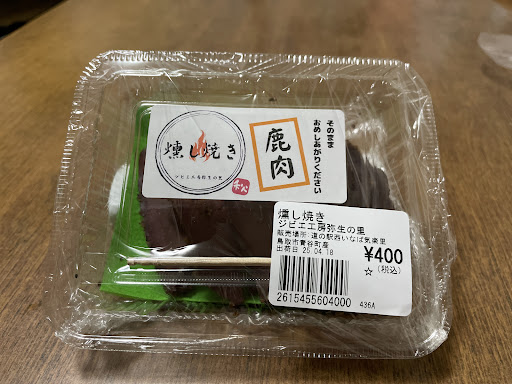 燻し焼き
ジビエ工房弥生の里
鹿肉
そのまま
おめしあがりください
燻し焼き
ジビエ工房弥生の里
販売場所:道の駅西いなば気楽里
鳥取市青谷町産
出荷日 25.04.18
¥400
☆ (税込)
2615455604000
436A